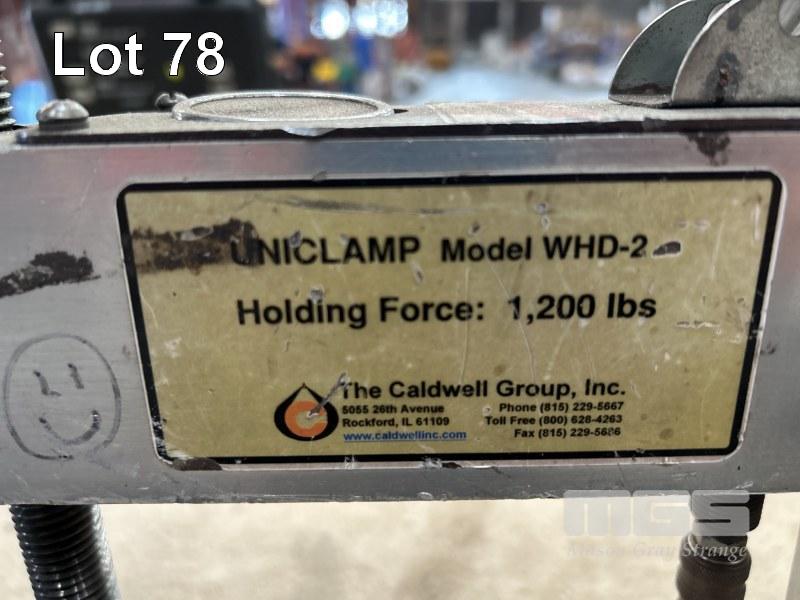 Lot 78
UNICLAMP Model WHD-2
Holding Force: 1,200 lbs
The Caldwell Group, Inc.
5055 26th Avenue Phone (815) 229-5667
Rockford, IL 61109 Toll Free (800) 628-4263
www.caldwellinc.com Fax (815) 229-5686
MGS
Mason Gray Strange